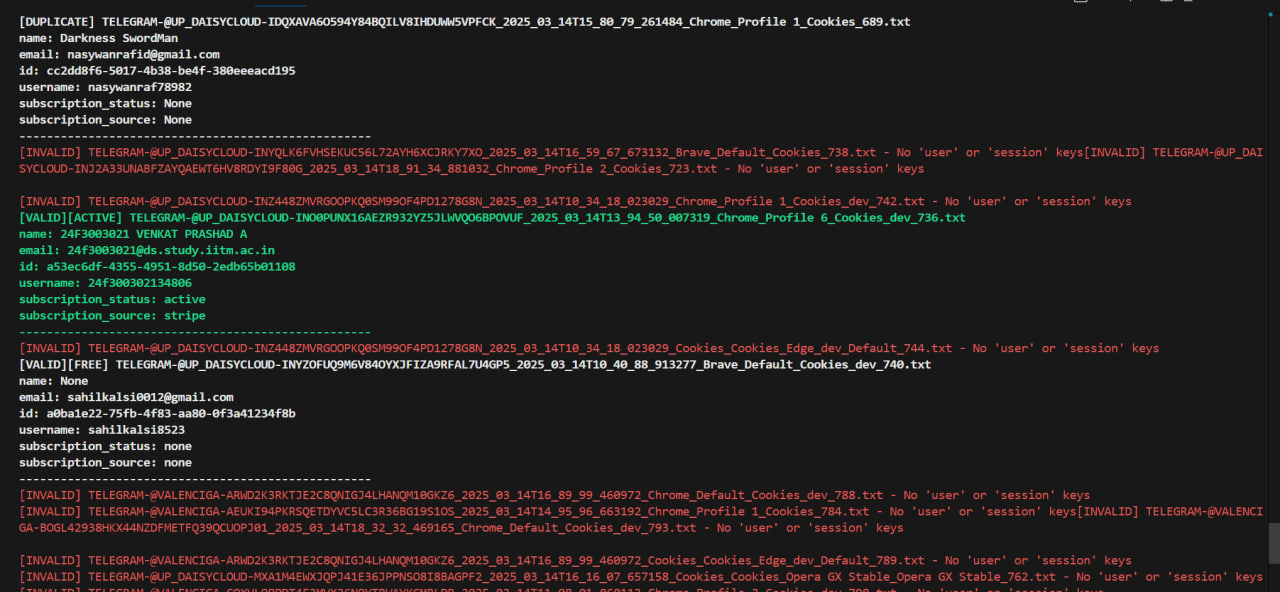 [DUPLICATE] TELEGRAM-@UP_DAISYCLOUD-IDQXAVA6O594Y84BQILV8IHDUWW5VPFCK_2025_03_14T15_80_79_261484_Chrome_Profile 1_Cookies_689.txt
name: Darkness SwordMan
email: nasywanrafid@gmail.com
id: cc2dd8f6-5017-4b38-be4f-380eeeacd195
username: nasywanraf78982
subscription_status: None
subscription_source: None
---------------------------------------------------
[INVALID] TELEGRAM-@UP_DAISYCLOUD-INYQLK6FVHSEKUC56L72AYH6XCJRKY7XO_2025_03_14T16_59_67_673132_Brave_Default_Cookies_738.txt - No 'user' or 'session' keys[INVALID] TELEGRAM-@UP_DAI
SYCLOUD-INJ2A33UNABFZAYQAEWT6HV8RDYI9F80G_2025_03_14T18_91_34_881032_Chrome_Profile 2_Cookies_723.txt - No 'user' or 'session' keys
[INVALID] TELEGRAM-@UP_DAISYCLOUD-INZ448ZMVRGOOPKQ0SM99OF4PD1278G8N_2025_03_14T10_34_18_023029_Chrome_Profile 1_Cookies_dev_742.txt - No 'user' or 'session' keys
[VALID][ACTIVE] TELEGRAM-@UP_DAISYCLOUD-INO0PUNX16AEZR932YZ5JLWVQO6BPOVUF_2025_03_14T13_94_50_007319_Chrome_Profile 6_Cookies_dev_736.txt
name: 24F3003021 VENKAT PRASHAD A
email: 24f3003021@ds.study.iitm.ac.in
id: a53ec6df-4355-4951-8d50-2edb65b01108
username: 24f300302134806
subscription_status: active
subscription_source: stripe
---------------------------------------------------
[INVALID] TELEGRAM-@UP_DAISYCLOUD-INZ448ZMVRGOOPKQ0SM99OF4PD1278G8N_2025_03_14T10_34_18_023029_Cookies_Cookies_Edge_dev_Default_744.txt - No 'user' or 'session' keys
[VALID][FREE] TELEGRAM-@UP_DAISYCLOUD-INYZOFUQ9M6V84OYXJFIZA9RFAL7U4GP5_2025_03_14T10_40_88_913277_Brave_Default_Cookies_dev_740.txt
name: None
email: sahilkalsi0012@gmail.com
id: a0ba1e22-75fb-4f83-aa80-0f3a41234f8b
username: sahilkalsi8523
subscription_status: none
subscription_source: none
---------------------------------------------------
[INVALID] TELEGRAM-@VALENCIGA-ARWD2K3RKTJE2C8QNIGJ4LHANQM10GKZ6_2025_03_14T16_89_99_460972_Chrome_Default_Cookies_dev_788.txt - No 'user' or 'session' keys
[INVALID] TELEGRAM-@VALENCIGA-AEUKI94PKRSQETDYVC5LC3R36BG19S1OS_2025_03_14T14_95_96_663192_Chrome_Profile 1_Cookies_784.txt - No 'user' or 'session' keys[INVALID] TELEGRAM-@VALENCI
GA-BOGL42938HKX44NZDFMETFQ39QCUOPJ01_2025_03_14T18_32_32_469165_Chrome_Default_Cookies_dev_793.txt - No 'user' or 'session' keys
[INVALID] TELEGRAM-@VALENCIGA-ARWD2K3RKTJE2C8QNIGJ4LHANQM10GKZ6_2025_03_14T16_89_99_460972_Cookies_Cookies_Edge_dev_Default_789.txt - No 'user' or 'session' keys
[INVALID] TELEGRAM-@UP_DAISYCLOUD-MXA1M4EWXJQPJ41E36JPPNSO8I8BAGPF2_2025_03_14T16_16_07_657158_Cookies_Cookies_Opera GX Stable_Opera GX Stable_762.txt - No 'user' or 'session' keys